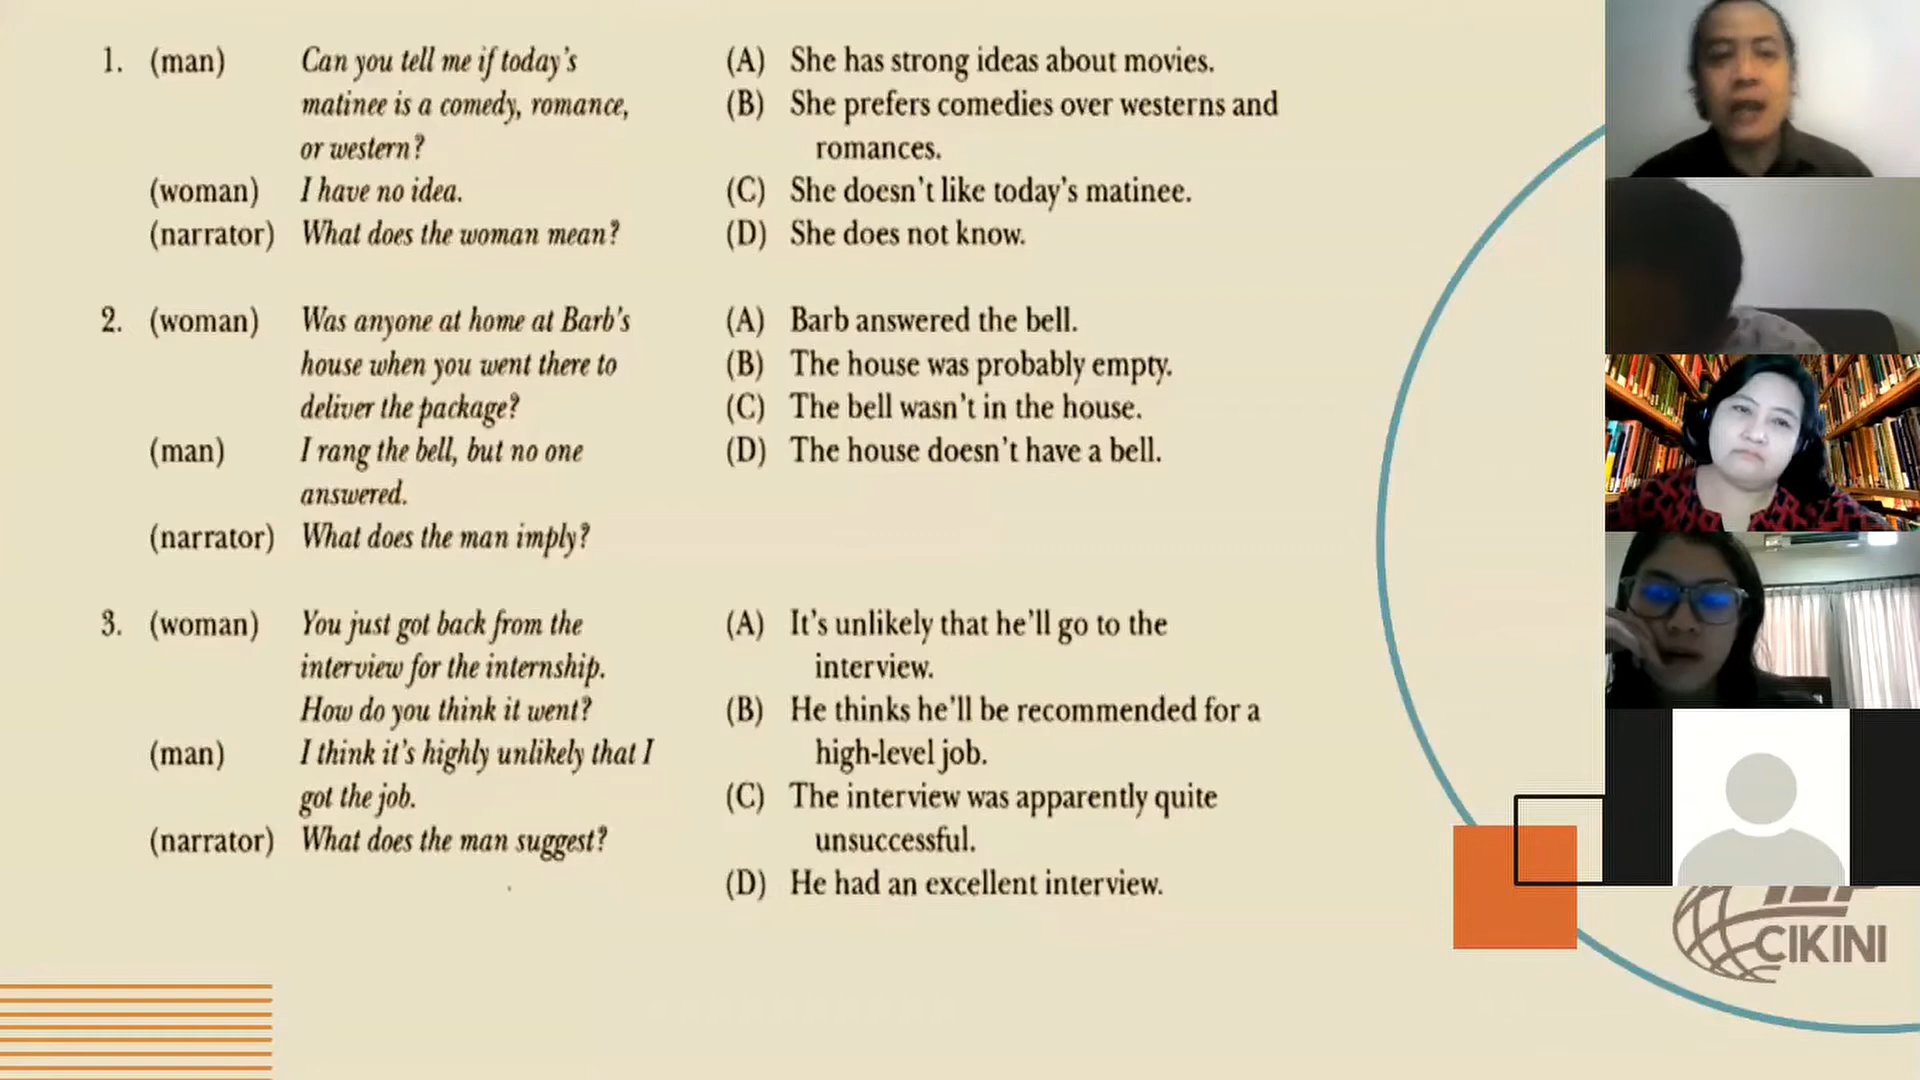 1. (man) Can you tell me if today's
matinee is a comedy, romance,
or western?
(woman) I have no idea.
(narrator) What does the woman mean?
(A) She has strong ideas about movies.
(B) She prefers comedies over westerns and
romances.
(C) She doesn't like today's matinee.
(D) She does not know.
2. (woman) Was anyone at home at Barb's
house when you went there to
deliver the package?
(man) I rang the bell, but no one
answered.
(narrator) What does the man imply?
(A) Barb answered the bell.
(B) The house was probably empty.
(C) The bell wasn't in the house.
(D) The house doesn't have a bell.
3. (woman) You just got back from the
interview for the internship.
How do you think it went?
(man) I think it's highly unlikely that I
got the job.
(narrator) What does the man suggest?
(A) It's unlikely that he'll go to the
interview.
(B) He thinks he'll be recommended for a
high-level job.
(C) The interview was apparently quite
unsuccessful.
(D) He had an excellent interview.
CIKINI